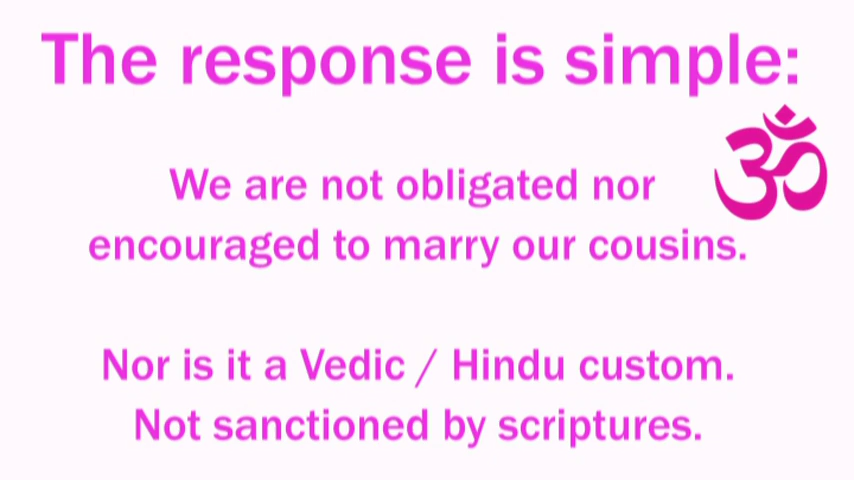 The response is simple:
ॐ
We are not obligated nor
encouraged to marry our cousins.
Nor is it a Vedic / Hindu custom.
Not sanctioned by scriptures.